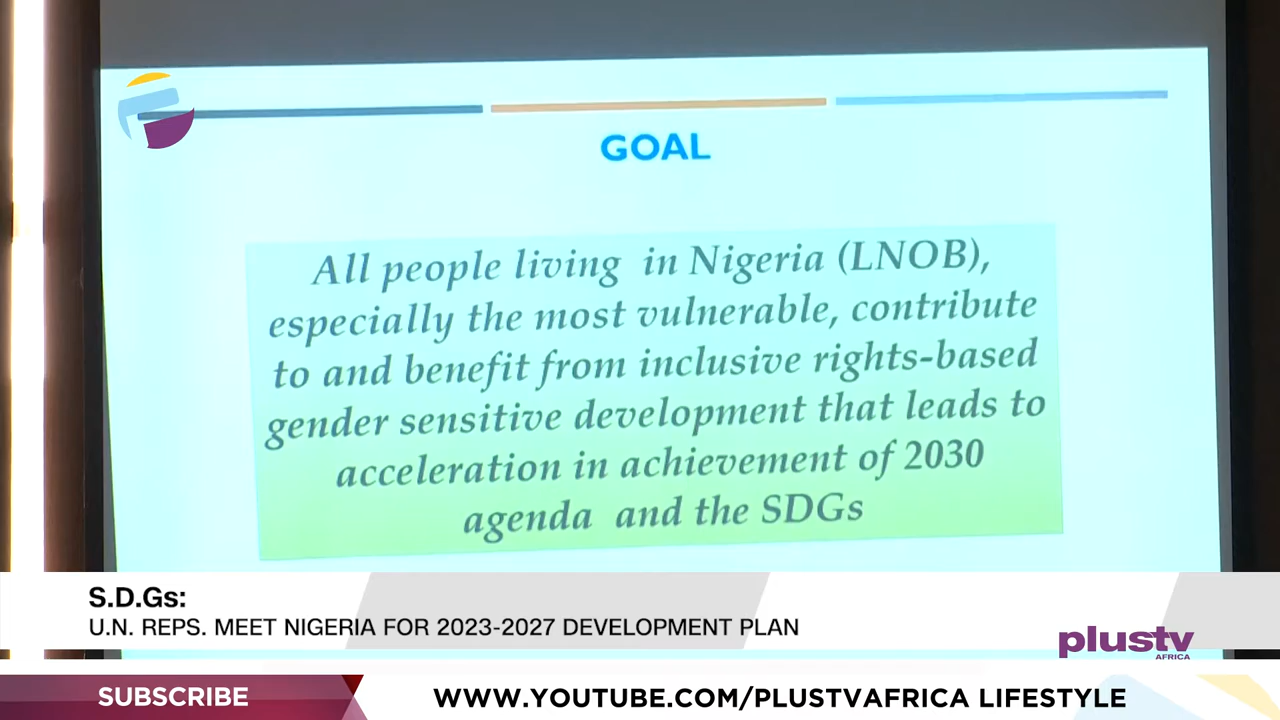 GOAL
All people living in Nigeria (LNOB),
especially the most vulnerable, contribute
to and benefit from inclusive rights-based
gender sensitive development that leads to
acceleration in achievement of 2030
agenda and the SDGs
S.D.Gs:
U.N. REPS. MEET NIGERIA FOR 2023-2027 DEVELOPMENT PLAN
plustv
AFRICA
SUBSCRIBE
WWW.YOUTUBE.COM/PLUSTVAFRICA LIFESTYLE